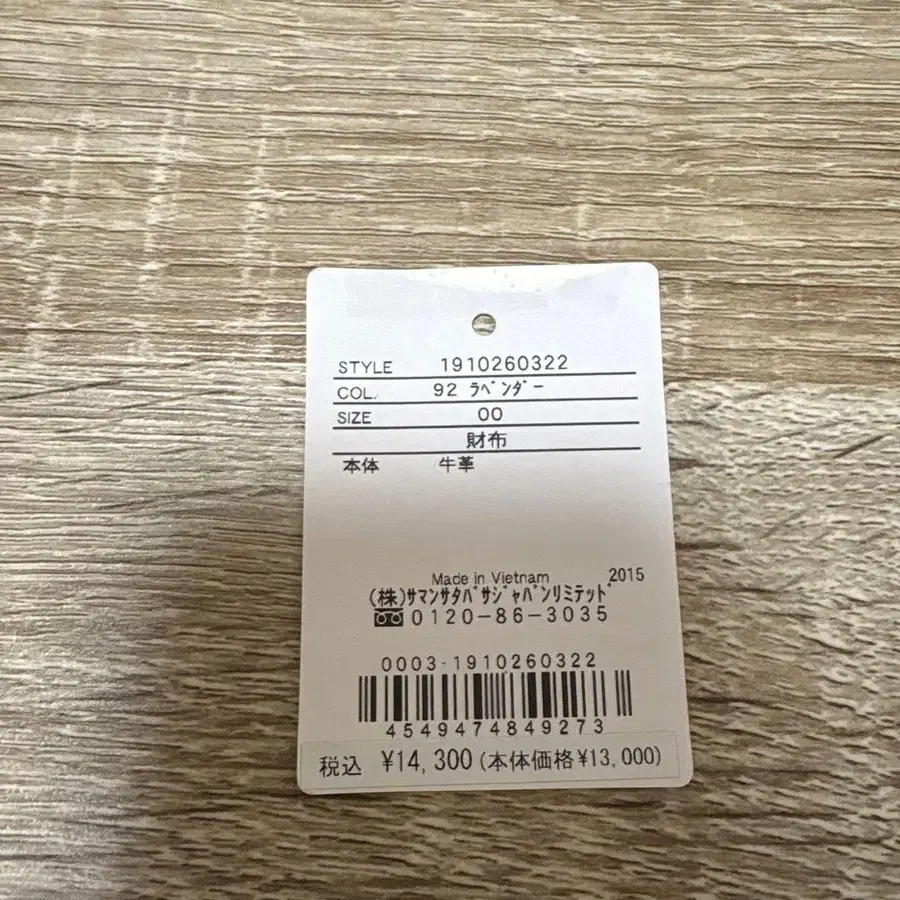 STYLE 1910260322
COL. 92 ﾗﾍﾞﾝﾀﾞｰ
SIZE 00
財布
本体 牛革
Made in Vietnam 2015
(株)ｻﾏﾝｻﾀﾊﾞｻｼﾞｬﾊﾟﾝﾘﾐﾃｯﾄﾞ
0120-86-3035
0003-1910260322
4549474849273
税込 ¥14,300(本体価格¥13,000)